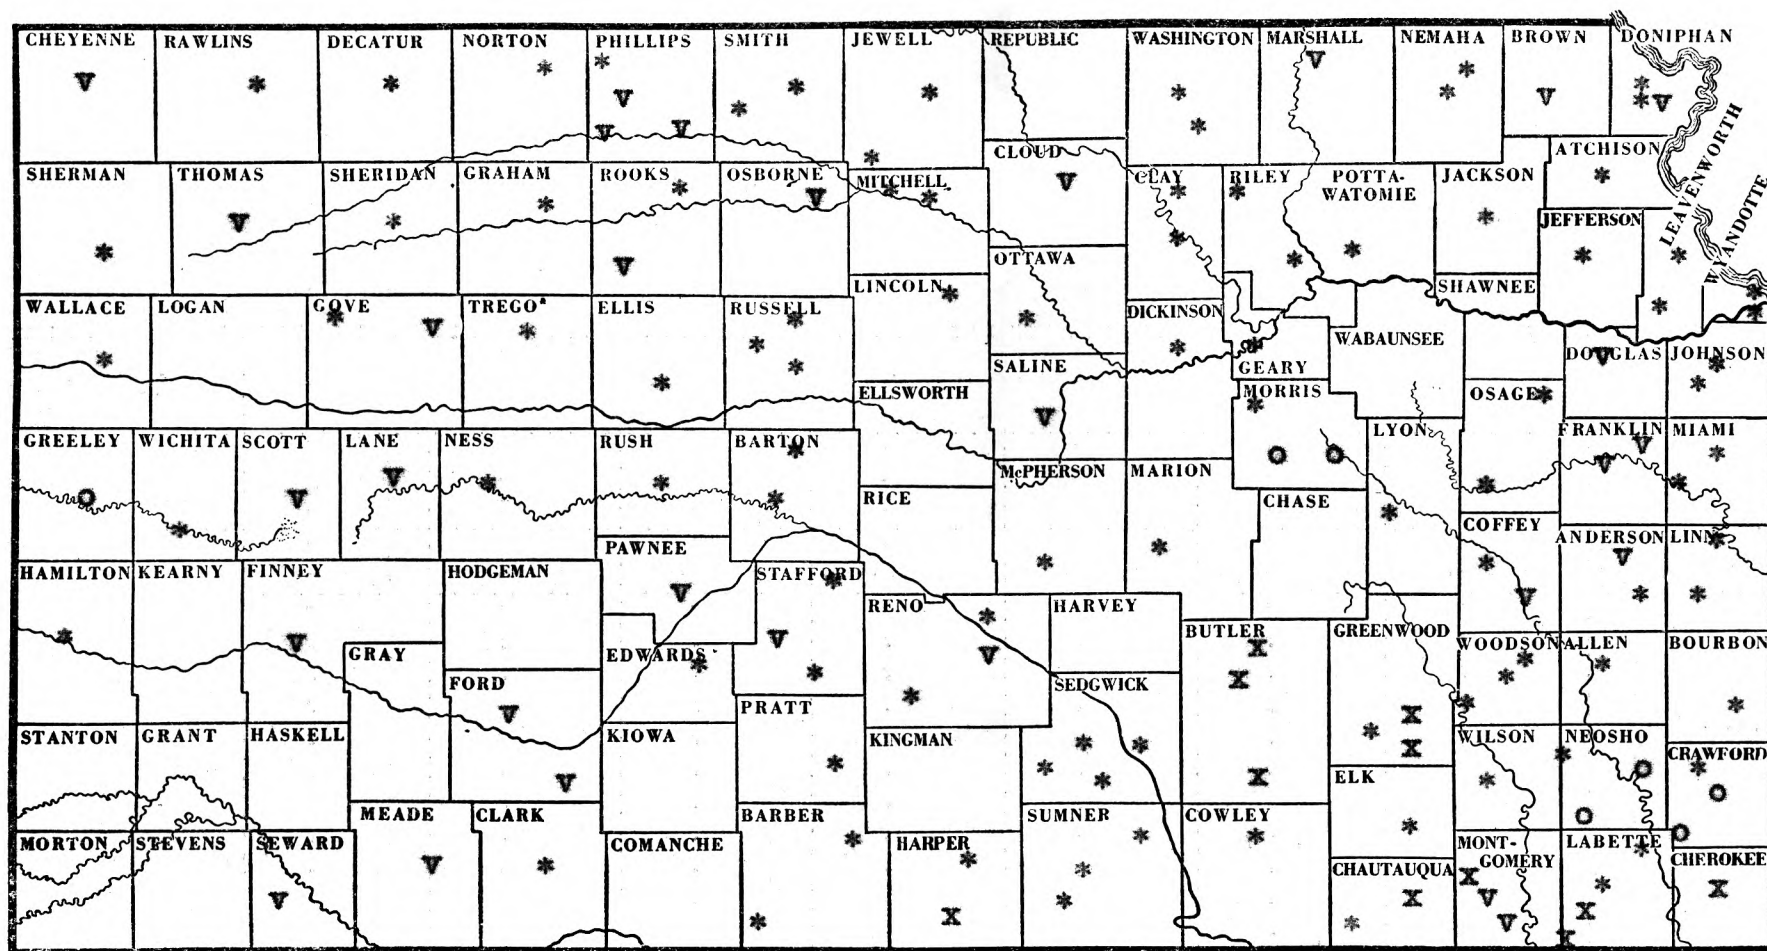 CHEYENNE RAWLINS DECATUR NORTON PHILLIPS SMITH JEWELL REPUBLIC WASHINGTON MARSHALL NEMAHA BROWN DONIPHAN
CLOUD ATCHISON LEAVENWORTH
SHERMAN THOMAS SHERIDAN GRAHAM ROOKS OSBORNE MITCHELL CLAY RILEY POTTA-
WATOMIE JACKSON
JEFFERSON WYANDOTTE
OTTAWA
LINCOLN SHAWNEE
WALLACE LOGAN GOVE TREGO ELLIS RUSSELL DICKINSON
WABAUNSEE
DOUGLAS JOHNSON
SALINE GEARY
ELLSWORTH MORRIS OSAGE
LYON FRANKLIN MIAMI
GREELEY WICHITA SCOTT LANE NESS RUSH BARTON
McPHERSON MARION
RICE CHASE
COFFEY
ANDERSON LINN
PAWNEE
HAMILTON KEARNY FINNEY HODGEMAN STAFFORD
RENO HARVEY
BUTLER GREENWOOD
WOODSON ALLEN BOURBON
GRAY EDWARDS
FORD SEDGWICK
PRATT
STANTON GRANT HASKELL KIOWA KINGMAN WILSON NEOSHO
CRAWFORD
ELK
MEADE CLARK BARBER SUMNER COWLEY
MORTON STEVENS SEWARD COMANCHE HARPER MONT-
GOMERY LABETTE
CHEROKEE
CHAUTAUQUA